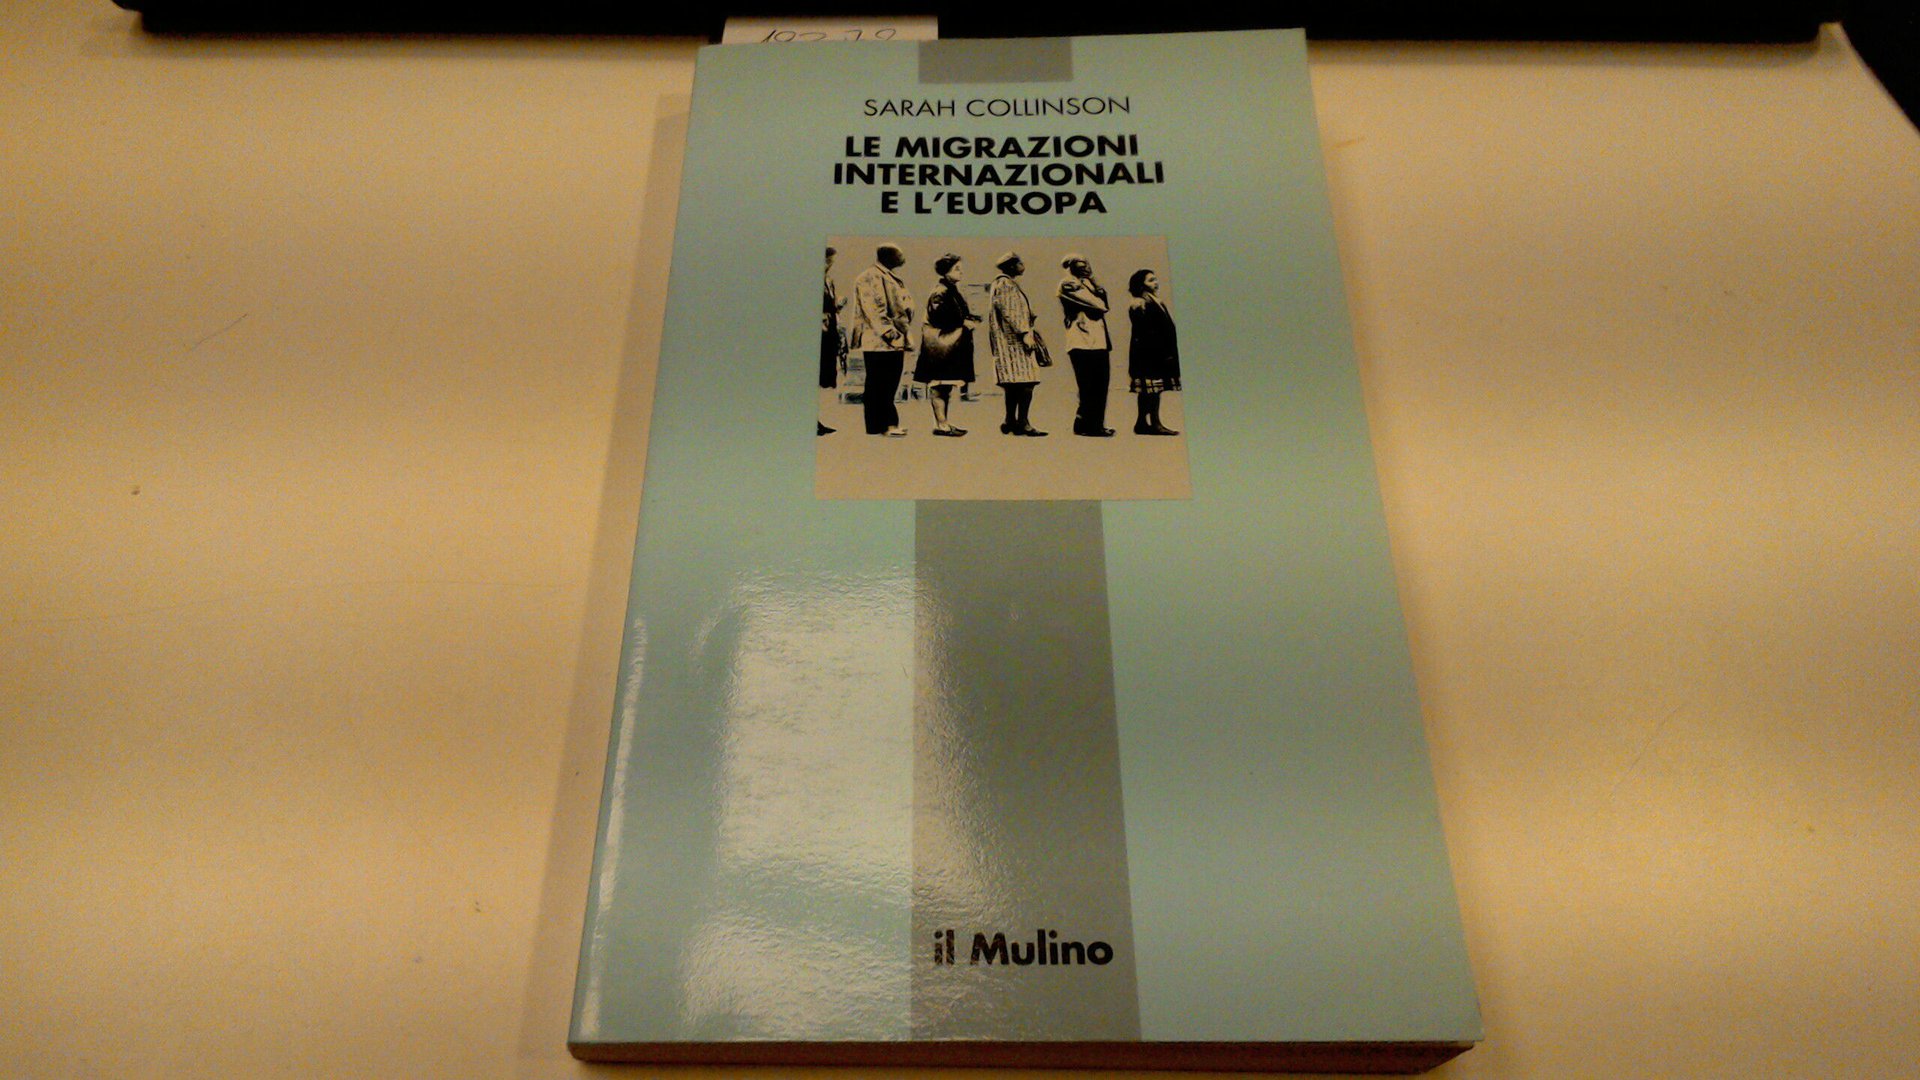 SARAH COLLINSON
LE MIGRAZIONI
INTERNAZIONALI
E L'EUROPA
il Mulino